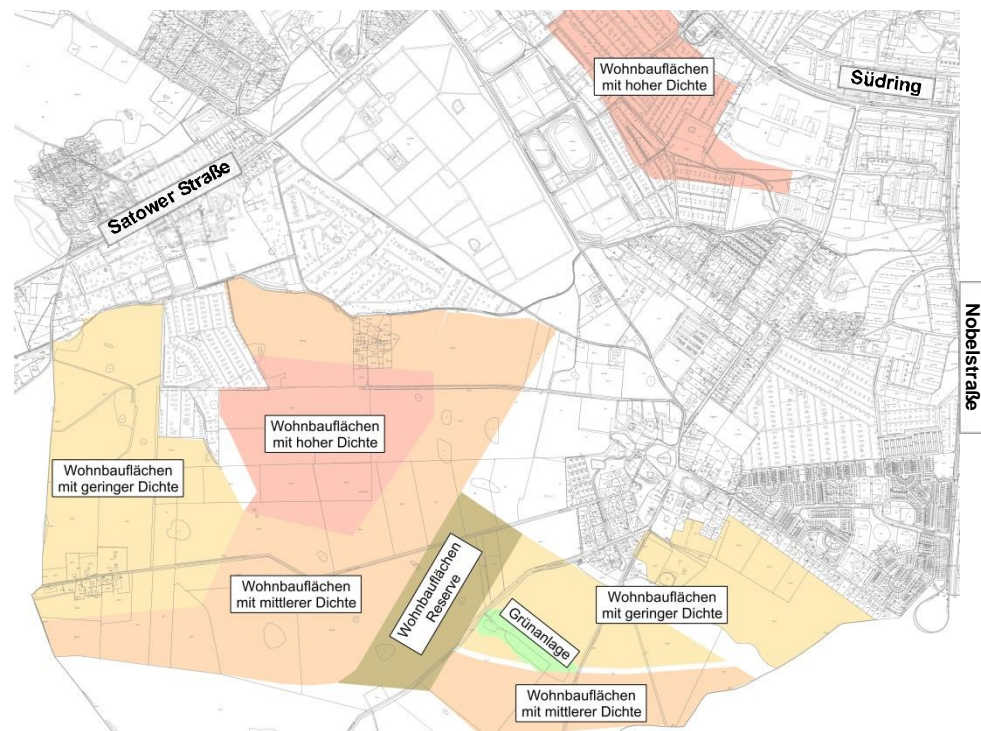 Wohnbauflächen
mit hoher Dichte
Südring
Satower Straße
Nobelstraße
Wohnbauflächen
mit hoher Dichte
Wohnbauflächen
mit geringer Dichte
Wohnbauflächen
mit mittlerer Dichte
Wohnbauflächen
Reserve
Grünanlage
Wohnbauflächen
mit geringer Dichte
Wohnbauflächen
mit mittlerer Dichte